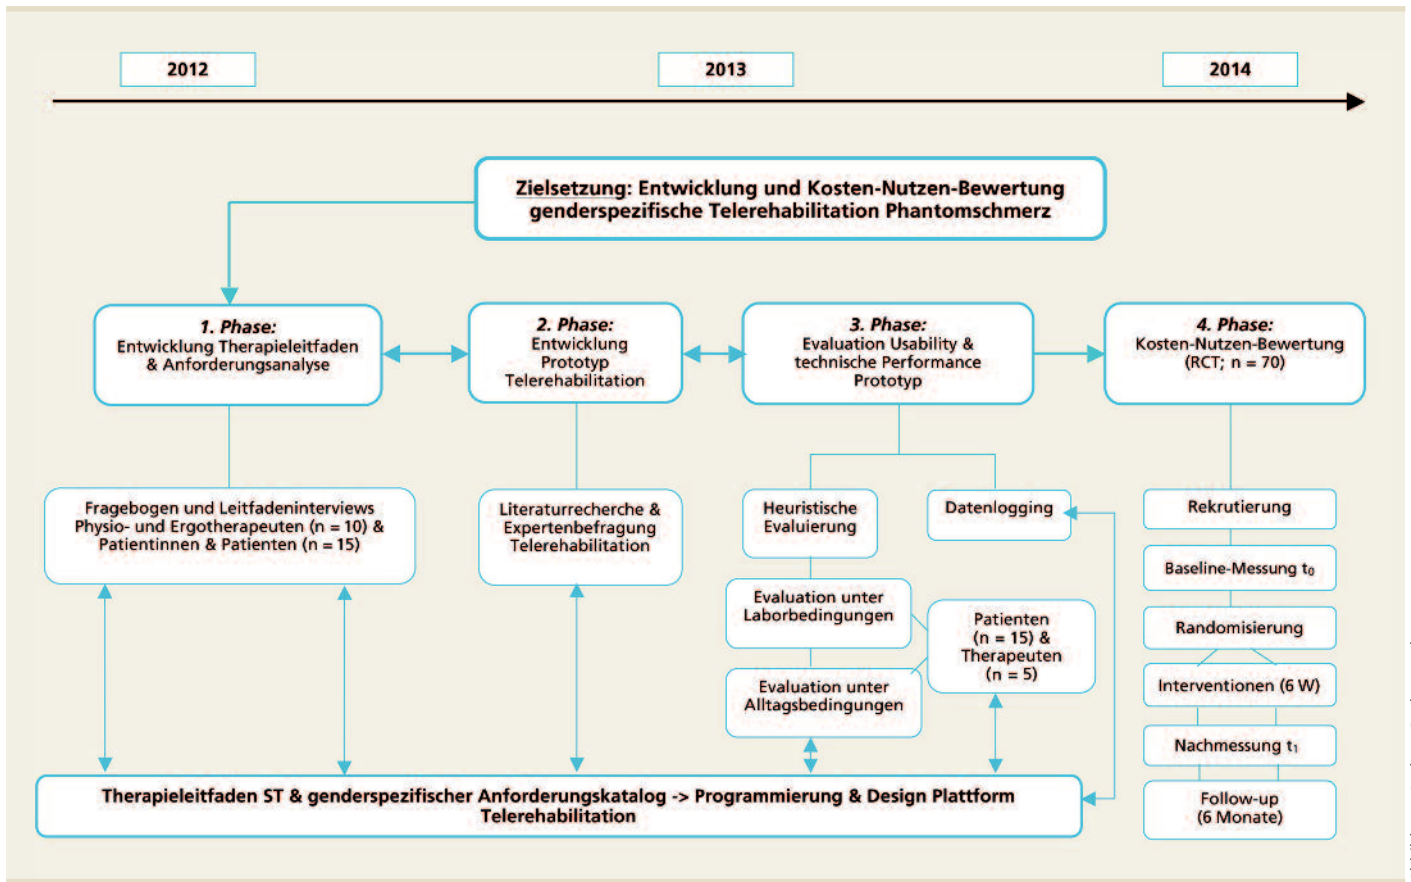 2012
2013
2014
Zielsetzung: Entwicklung und Kosten-Nutzen-Bewertung
genderspezifische Telerehabilitation Phantomschmerz
1. Phase:
Entwicklung Therapieleitfaden
& Anforderungsanalyse
2. Phase:
Entwicklung
Prototyp
Telerehabilitation
3. Phase:
Evaluation Usability &
technische Performance
Prototyp
4. Phase:
Kosten-Nutzen-Bewertung
(RCT; n = 70)
Fragebogen und Leitfadeninterviews
Physio- und Ergotherapeuten (n = 10) &
Patientinnen & Patienten (n = 15)
Literaturrecherche &
Expertenbefragung
Telerehabilitation
Heuristische
Evaluierung
Datenlogging
Evaluation unter
Laborbedingungen
Patienten
(n = 15) &
Therapeuten
(n = 5)
Evaluation unter
Alltagsbedingungen
Rekrutierung
Baseline-Messung t₀
Randomisierung
Interventionen (6 W)
Nachmessung t₁
Follow-up
(6 Monate)
Therapieleitfaden ST & genderspezifischer Anforderungskatalog -> Programmierung & Design Plattform
Telerehabilitation